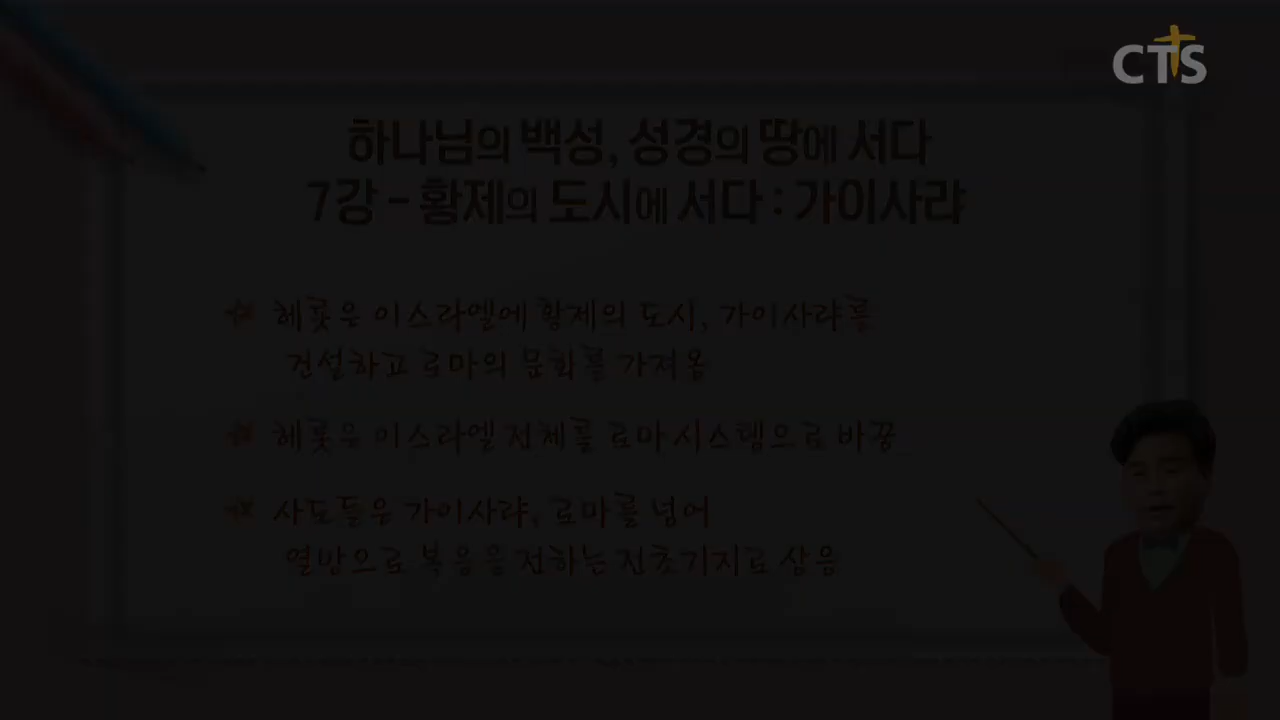 CTS
하나님의 백성, 성경의 땅에 서다
7강 - 황제의 도시에 서다 : 가이사랴
헤롯은 이스라엘에 황제의 도시, 가이사랴를
건설하고 로마의 문화를 가져옴
헤롯은 이스라엘 전체를 로마 시스템으로 바꿈
사도들은 가이사랴, 로마를 넘어
열방으로 복음을 전하는 전초기지로 삼음